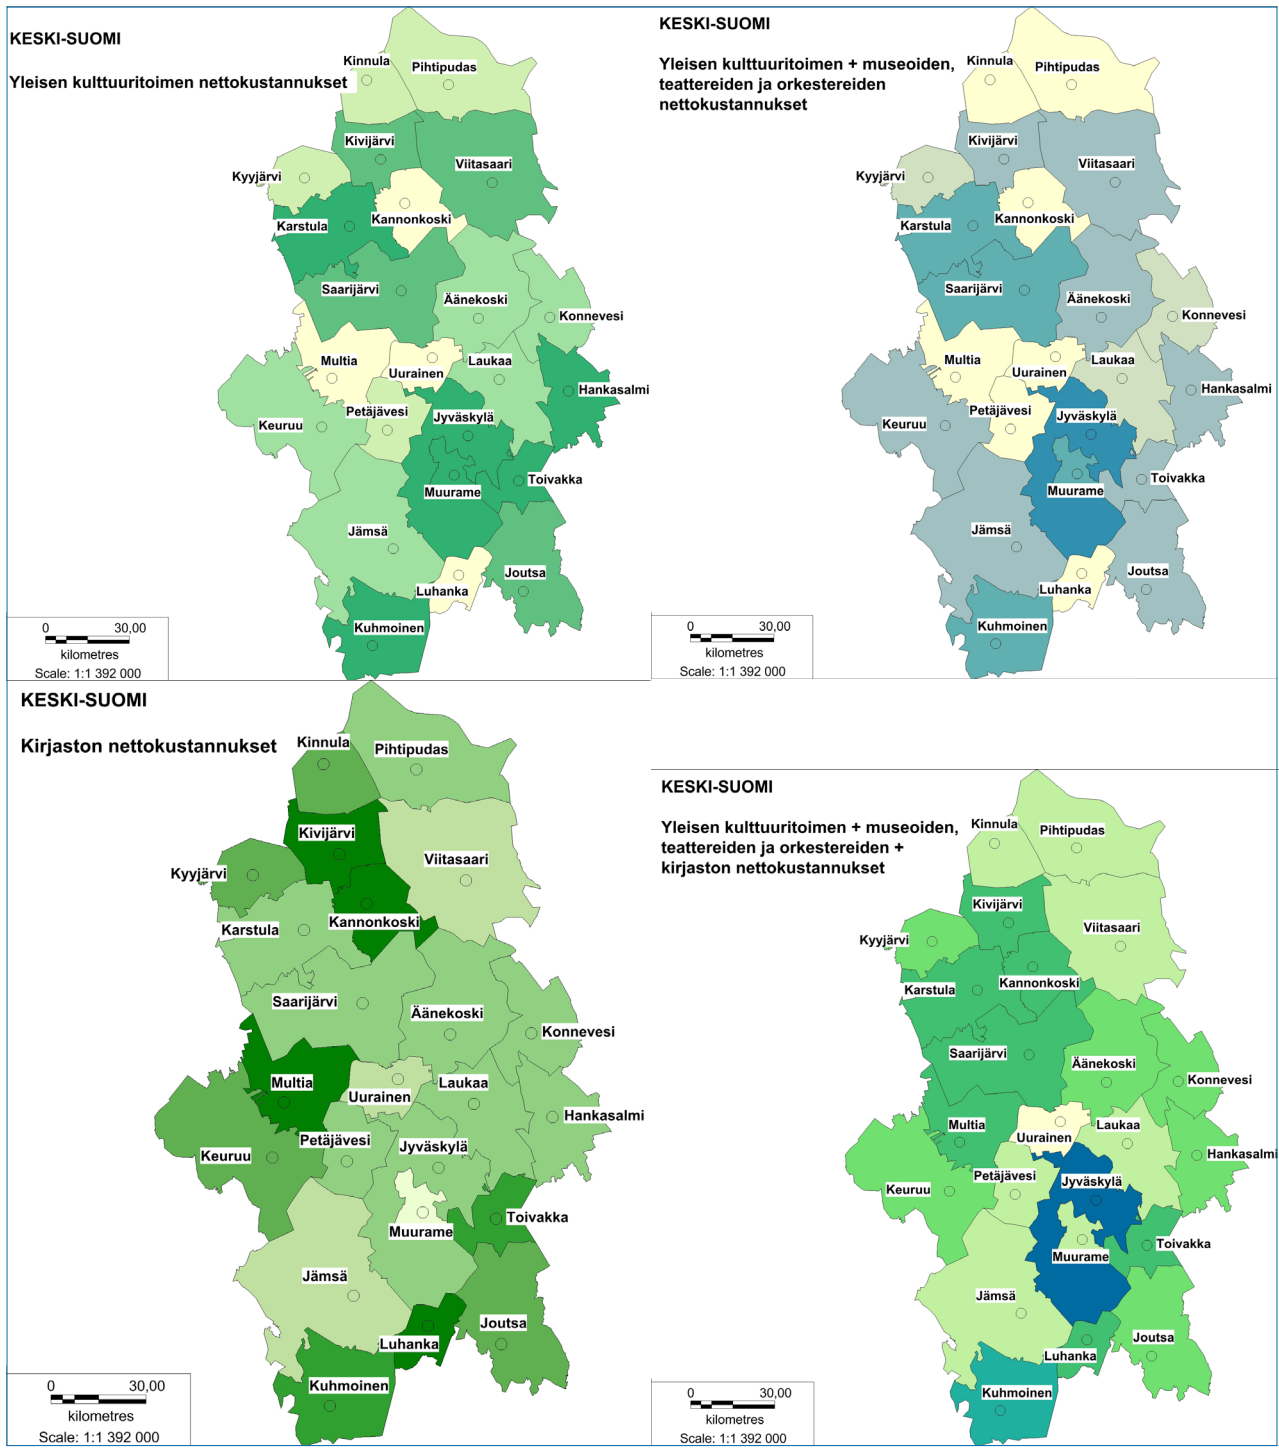 KESKI-SUOMI
Yleisen kulttuuritoimen nettokustannukset
Kinnula
Pihtipudas
Kivijärvi
Viitasaari
Kyyjärvi
Kannonkoski
Karstula
Saarijärvi
Äänekoski
Konnevesi
Multia
Uurainen
Laukaa
Hankasalmi
Petäjävesi
Jyväskylä
Keuruu
Toivakka
Muurame
Jämsä
Joutsa
Luhanka
Kuhmoinen
0 30,00
kilometres
Scale: 1:1 392 000
KESKI-SUOMI
Yleisen kulttuuritoimen + museoiden,
teattereiden ja orkestereiden
nettokustannukset
Kinnula
Pihtipudas
Kivijärvi
Viitasaari
Kyyjärvi
Kannonkoski
Karstula
Saarijärvi
Äänekoski
Konnevesi
Multia
Uurainen
Laukaa
Hankasalmi
Petäjävesi
Jyväskylä
Keuruu
Toivakka
Muurame
Jämsä
Joutsa
Luhanka
Kuhmoinen
0 30,00
kilometres
Scale: 1:1 392 000
KESKI-SUOMI
Kirjaston nettokustannukset
Kinnula
Pihtipudas
Kivijärvi
Viitasaari
Kyyjärvi
Kannonkoski
Karstula
Saarijärvi
Äänekoski
Konnevesi
Multia
Uurainen
Laukaa
Hankasalmi
Petäjävesi
Jyväskylä
Keuruu
Toivakka
Muurame
Jämsä
Joutsa
Luhanka
Kuhmoinen
0 30,00
kilometres
Scale: 1:1 392 000
KESKI-SUOMI
Yleisen kulttuuritoimen + museoiden,
teattereiden ja orkestereiden +
kirjaston nettokustannukset
Kinnula
Pihtipudas
Kivijärvi
Viitasaari
Kyyjärvi
Kannonkoski
Karstula
Saarijärvi
Äänekoski
Konnevesi
Multia
Uurainen
Laukaa
Hankasalmi
Petäjävesi
Jyväskylä
Keuruu
Toivakka
Muurame
Jämsä
Joutsa
Luhanka
Kuhmoinen
0 30,00
kilometres
Scale: 1:1 392 000